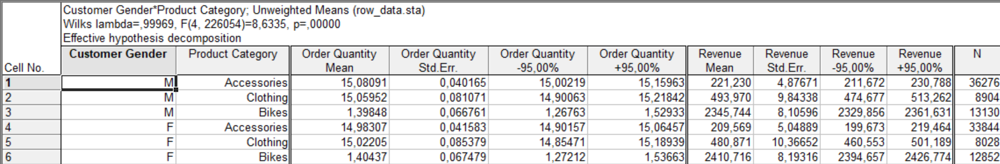 Customer Gender*Product Category; Unweighted Means (row_data.sta)
Wilks lambda=,99969, F(4, 226054)=8,6335, p=,00000
Effective hypothesis decomposition
Cell No. Customer Gender Product Category Order Quantity Mean Order Quantity Std.Err. Order Quantity -95,00% Order Quantity +95,00% Revenue Mean Revenue Std.Err. Revenue -95,00% Revenue +95,00% N
1 M Accessories 15,08091 0,040165 15,00219 15,15963 221,230 4,87671 211,672 230,788 36276
2 M Clothing 15,05952 0,081071 14,90063 15,21842 493,970 9,84338 474,677 513,262 8904
3 M Bikes 1,39848 0,066761 1,26763 1,52933 2345,744 8,10596 2329,856 2361,631 13130
4 F Accessories 14,98307 0,041583 14,90157 15,06457 209,569 5,04889 199,673 219,464 33844
5 F Clothing 15,02205 0,085379 14,85471 15,18939 480,871 10,36652 460,553 501,189 8028
6 F Bikes 1,40437 0,067479 1,27212 1,53663 2410,716 8,19316 2394,657 2426,774 12852